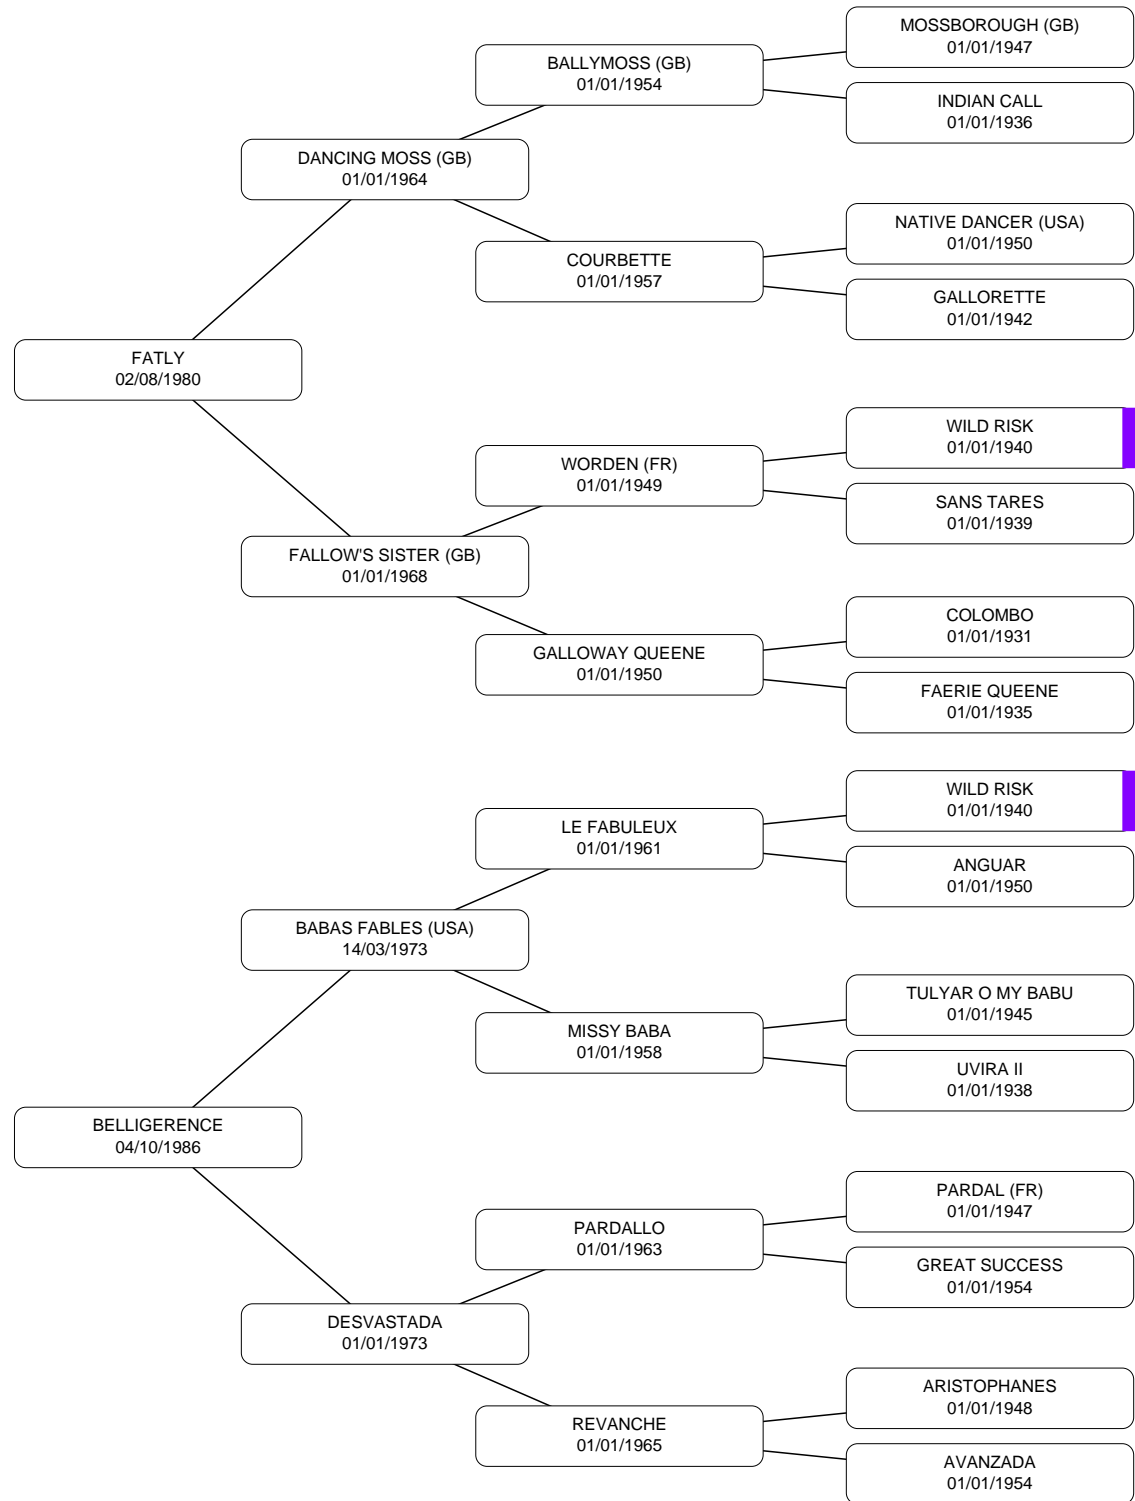 MOSSBOROUGH (GB)
01/01/1947
BALLYMOSS (GB)
01/01/1954
INDIAN CALL
01/01/1936
DANCING MOSS (GB)
01/01/1964
NATIVE DANCER (USA)
01/01/1950
COURBETTE
01/01/1957
GALLORETTE
01/01/1942
FATLY
02/08/1980
WILD RISK
01/01/1940
WORDEN (FR)
01/01/1949
SANS TARES
01/01/1939
FALLOW'S SISTER (GB)
01/01/1968
COLOMBO
01/01/1931
GALLOWAY QUEENE
01/01/1950
FAERIE QUEENE
01/01/1935
WILD RISK
01/01/1940
LE FABULEUX
01/01/1961
ANGUAR
01/01/1950
BABAS FABLES (USA)
14/03/1973
TULYAR O MY BABU
01/01/1945
MISSY BABA
01/01/1958
UVIRA II
01/01/1938
BELLIGERENCE
04/10/1986
PARDAL (FR)
01/01/1947
PARDALLO
01/01/1963
GREAT SUCCESS
01/01/1954
DESVASTADA
01/01/1973
ARISTOPHANES
01/01/1948
REVANCHE
01/01/1965
AVANZADA
01/01/1954